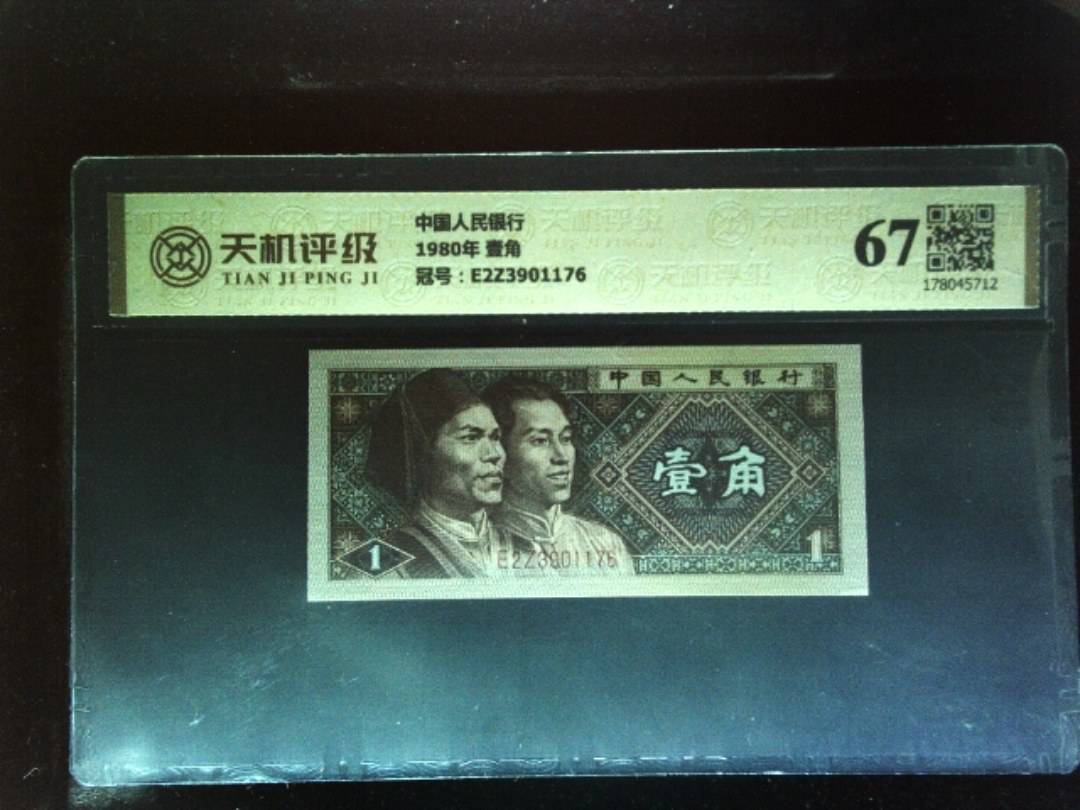 天机评级
TIAN JI PING JI
中国人民银行
1980年 壹角
冠号：E2Z3901176
67
178045712
中国人民银行
壹角
1
E2Z3901176
1